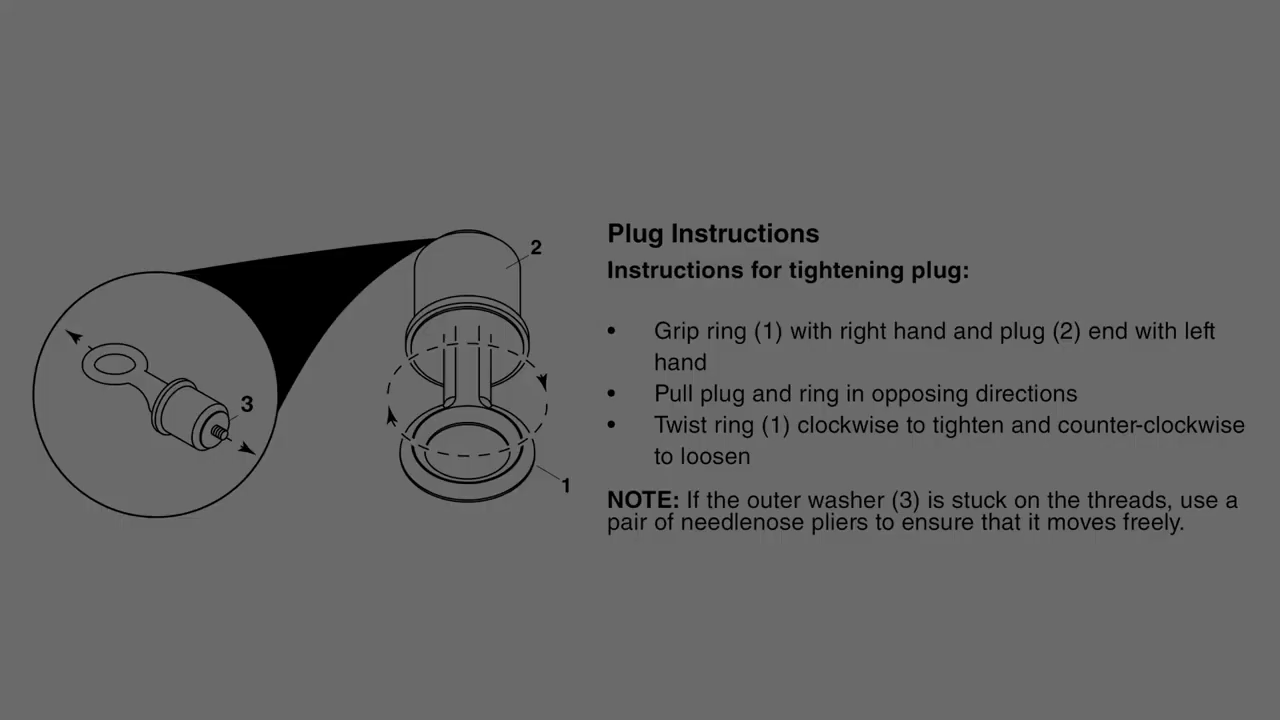 2
3
1
Plug Instructions
Instructions for tightening plug:
• Grip ring (1) with right hand and plug (2) end with left
hand
• Pull plug and ring in opposing directions
• Twist ring (1) clockwise to tighten and counter-clockwise
to loosen
NOTE: If the outer washer (3) is stuck on the threads, use a
pair of needlenose pliers to ensure that it moves freely.